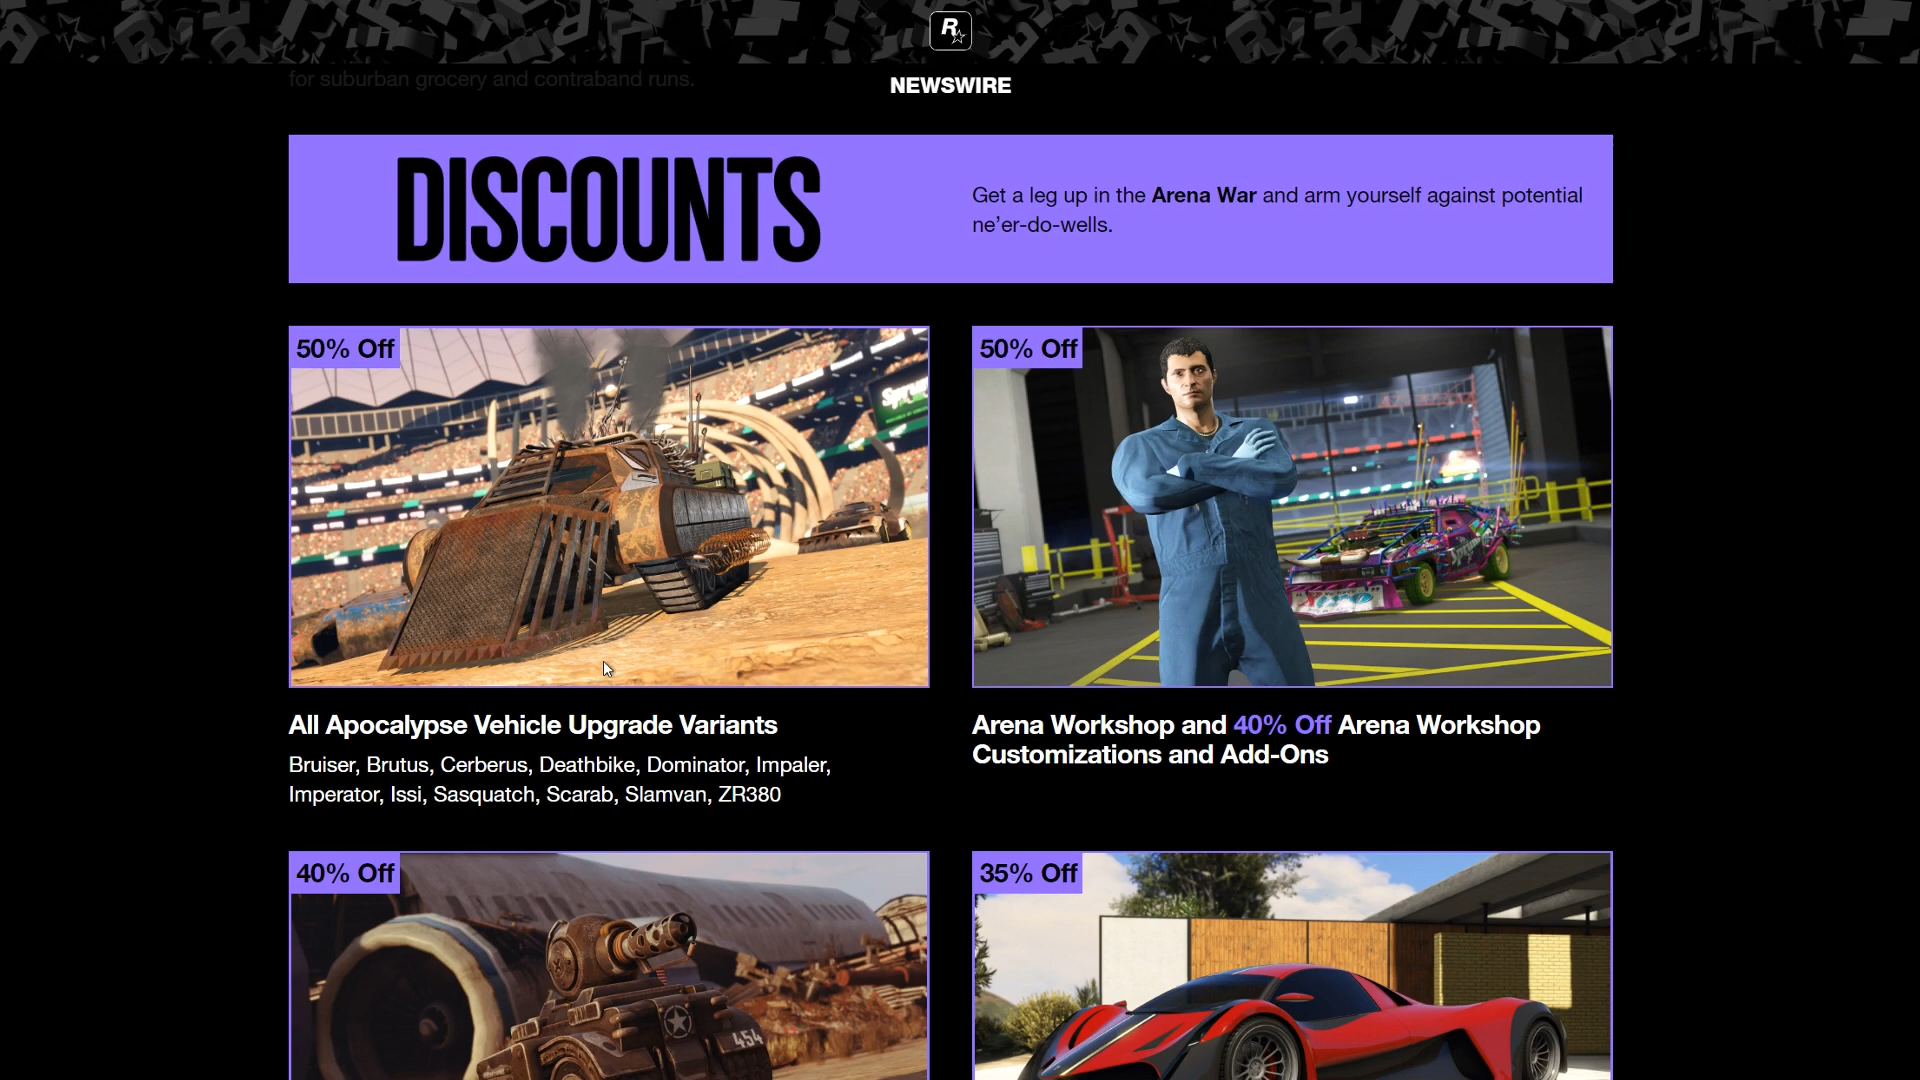 R
for suburban grocery and contraband runs.
NEWSWIRE
DISCOUNTS
Get a leg up in the Arena War and arm yourself against potential
ne’er-do-wells.
50% Off
50% Off
All Apocalypse Vehicle Upgrade Variants
Bruiser, Brutus, Cerberus, Deathbike, Dominator, Impaler,
Imperator, Issi, Sasquatch, Scarab, Slamvan, ZR380
Arena Workshop and 40% Off Arena Workshop
Customizations and Add-Ons
40% Off
454
35% Off